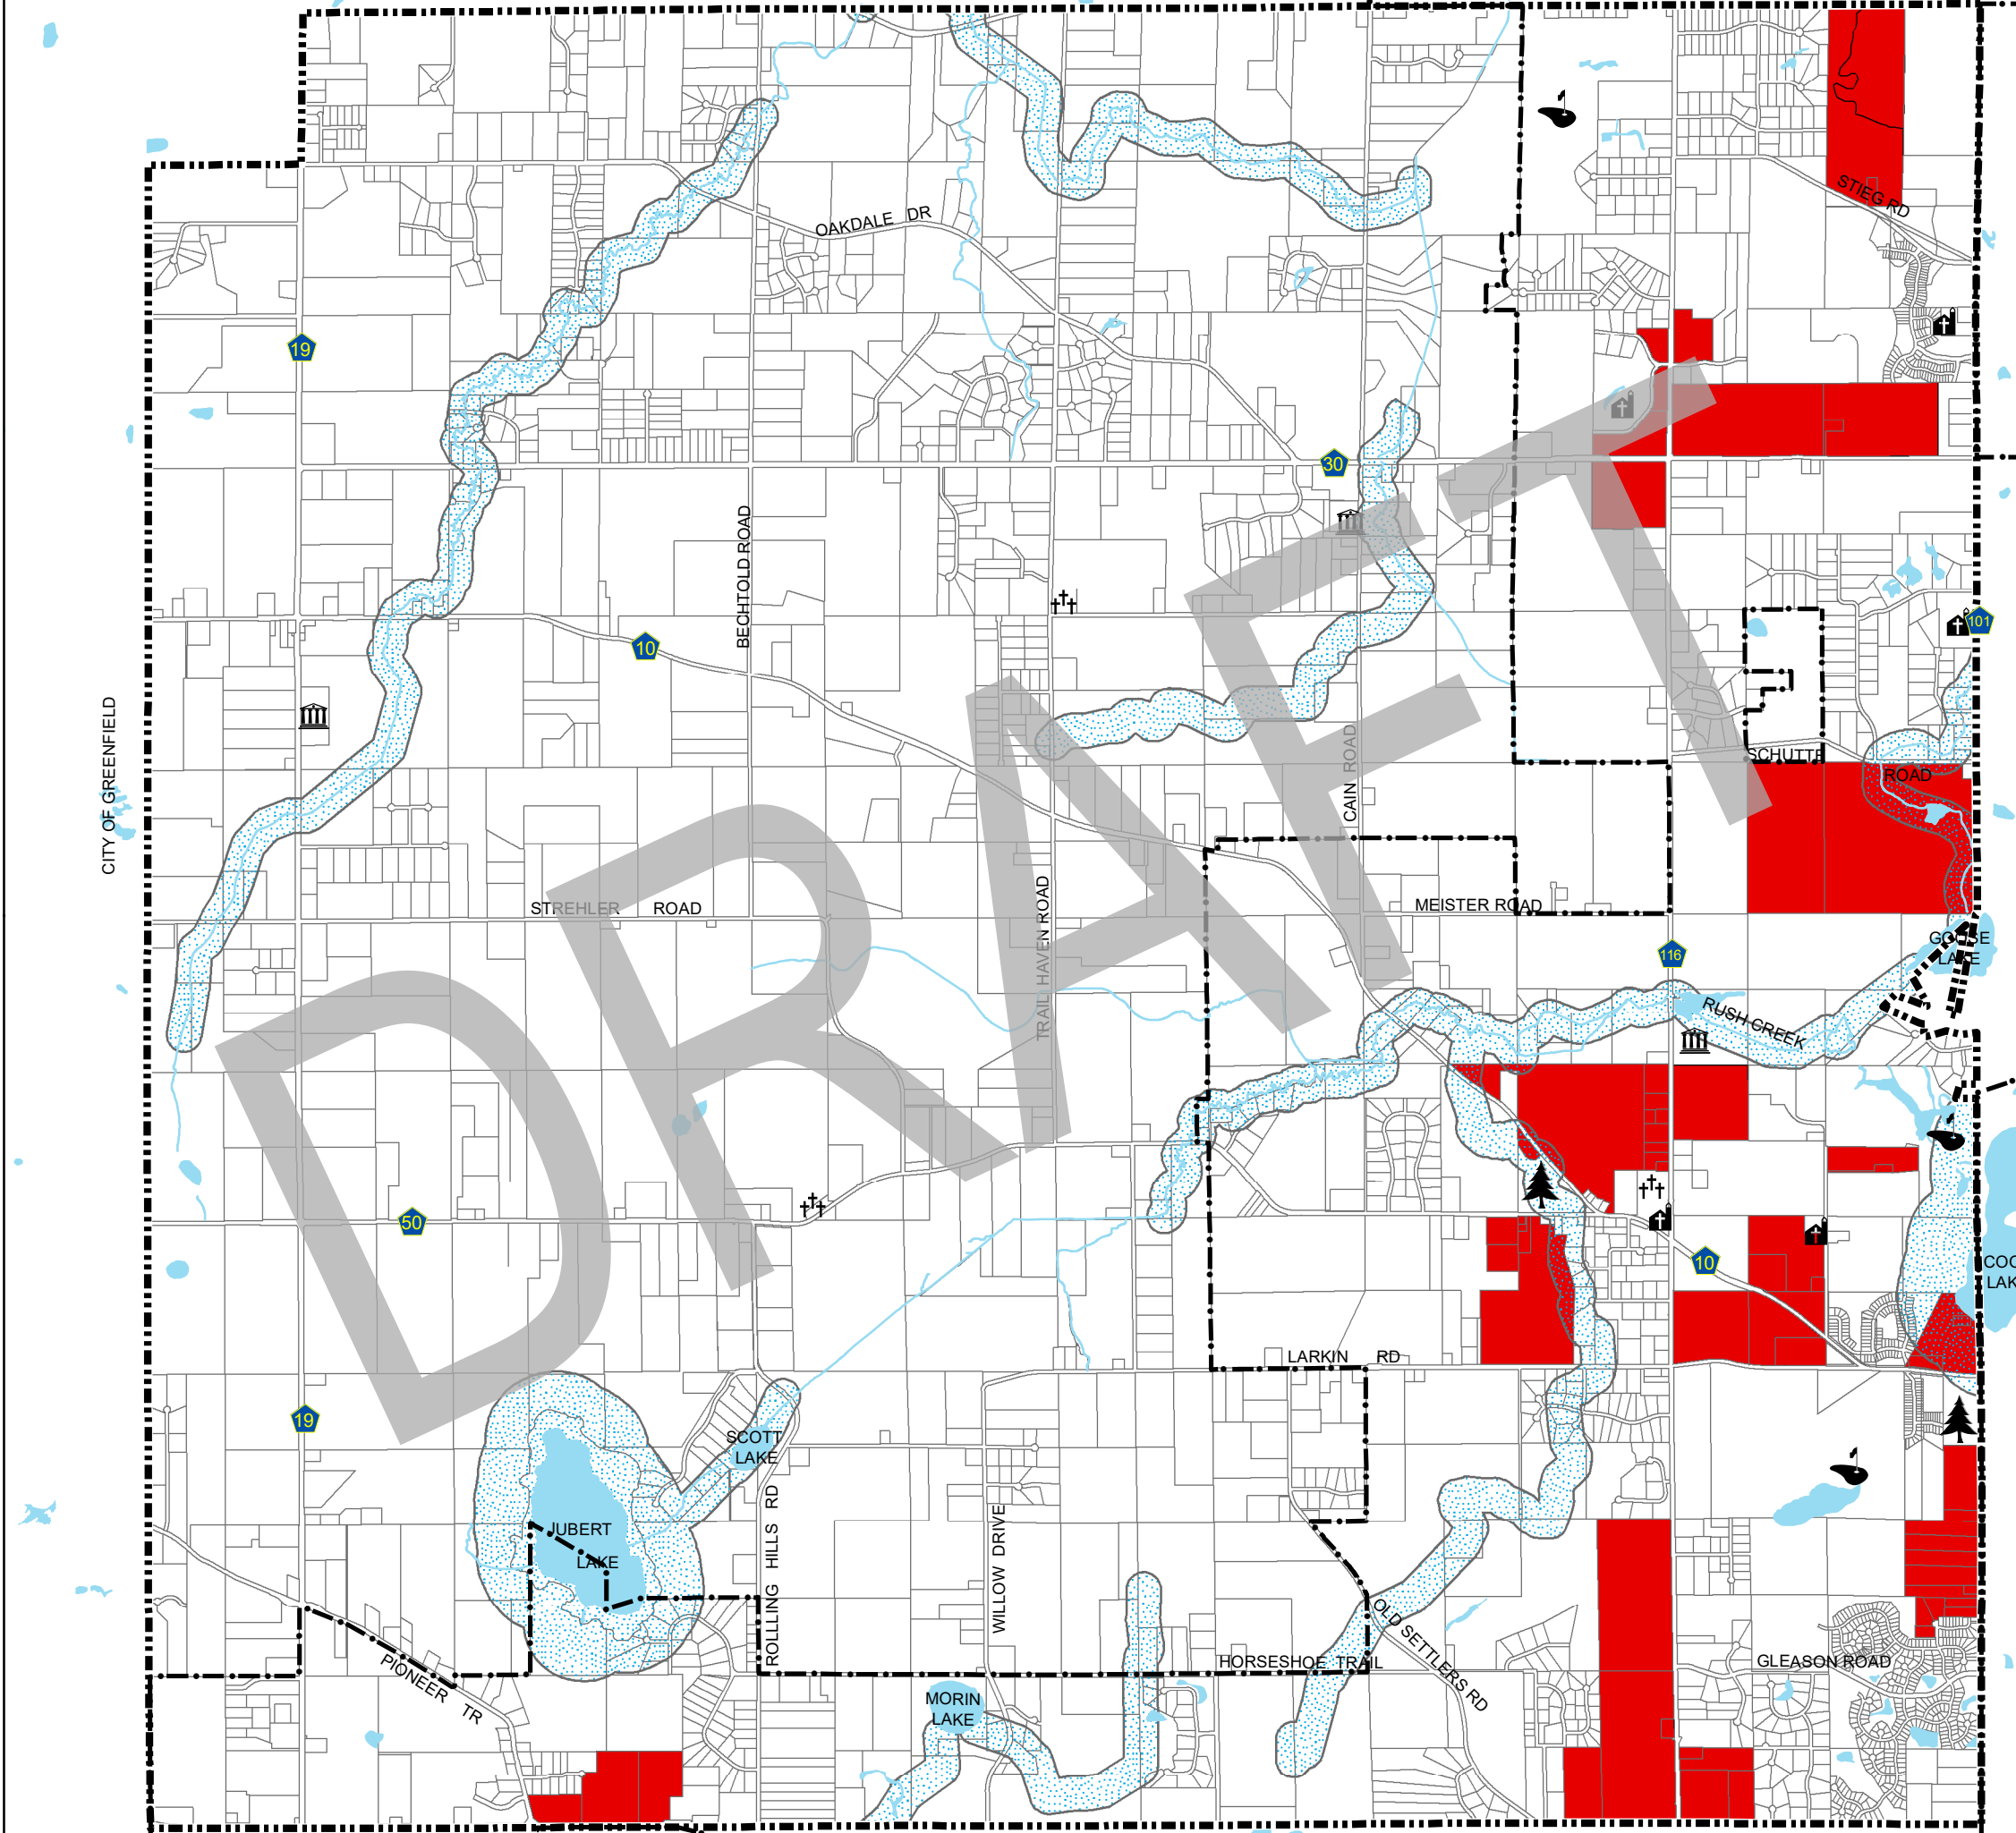 STIEG RD
OAKDALE DR
19
30
BECHTOLD ROAD
10
101
CITY OF GREENFIELD
CAIN ROAD
ROAD
DRAFT
STREHLER ROAD
MEISTER ROAD
TRAIL HAVEN ROAD
116
GOOSE
LAKE
RUSH CREEK
50
10
LARKIN RD
19
SCOTT
LAKE
JUBERT
LAKE
ROLLING HILLS RD
WILLOW DRIVE
OLD SETTLERS RD
HORSESHOE TRAIL
GLEASON ROAD
PIONEER TR
MORIN
LAKE